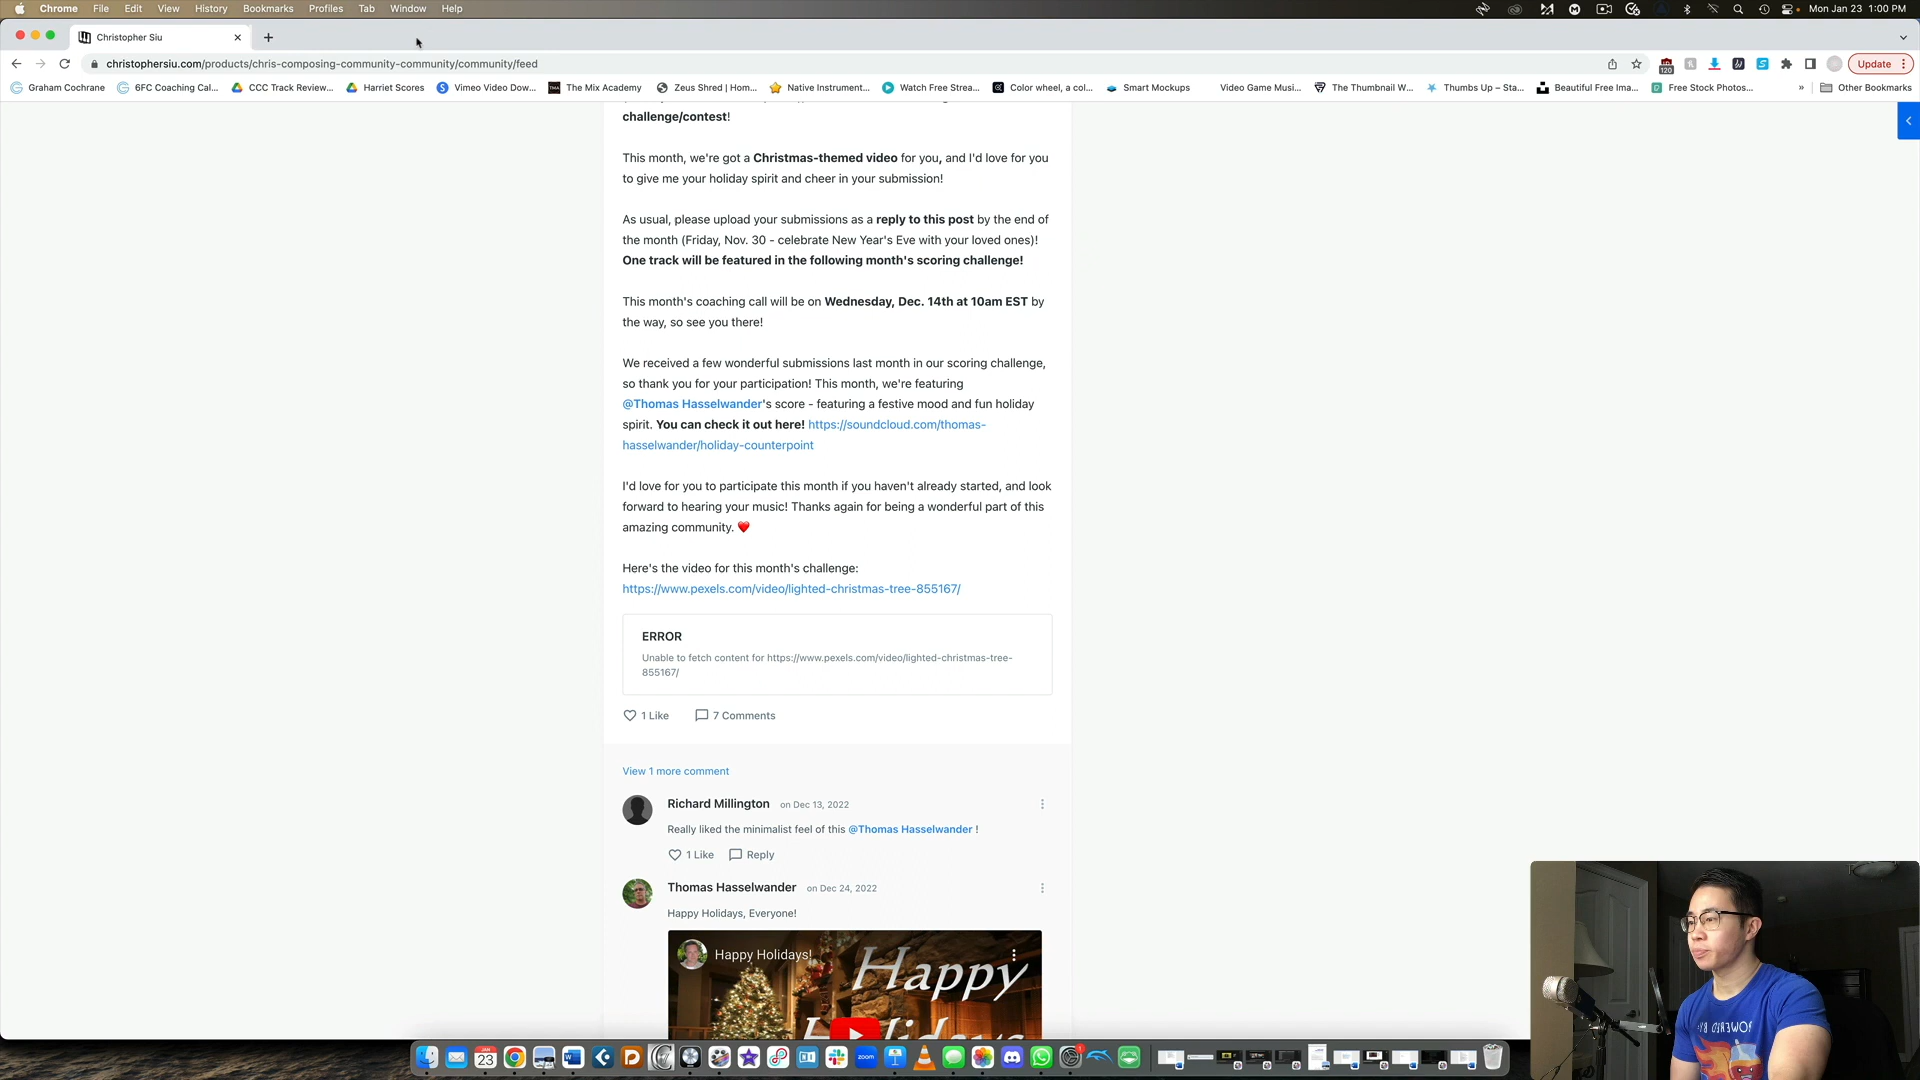 Chrome File Edit View History Bookmarks Profiles Tab Window Help
Mon Jan 23 1:00 PM
Christopher Siu
christophersiu.com/products/chris-composing-community-community/community/feed
120
Update
Graham Cochrane 6FC Coaching Cal... CCC Track Review... Harriet Scores Vimeo Video Dow... The Mix Academy Zeus Shred | Hom... Native Instrument... Watch Free Strea... Color wheel, a col... Smart Mockups Video Game Musi... The Thumbnail W... Thumbs Up – Sta... Beautiful Free Ima... Free Stock Photos... » Other Bookmarks
challenge/contest!
This month, we're got a Christmas-themed video for you, and I'd love for you
to give me your holiday spirit and cheer in your submission!
As usual, please upload your submissions as a reply to this post by the end of
the month (Friday, Nov. 30 - celebrate New Year's Eve with your loved ones)!
One track will be featured in the following month's scoring challenge!
This month's coaching call will be on Wednesday, Dec. 14th at 10am EST by
the way, so see you there!
We received a few wonderful submissions last month in our scoring challenge,
so thank you for your participation! This month, we're featuring
@Thomas Hasselwander's score - featuring a festive mood and fun holiday
spirit. You can check it out here! https://soundcloud.com/thomas-
hasselwander/holiday-counterpoint
I'd love for you to participate this month if you haven't already started, and look
forward to hearing your music! Thanks again for being a wonderful part of this
amazing community. ❤️
Here's the video for this month's challenge:
https://www.pexels.com/video/lighted-christmas-tree-855167/
ERROR
Unable to fetch content for https://www.pexels.com/video/lighted-christmas-tree-
855167/
1 Like 7 Comments
View 1 more comment
Richard Millington on Dec 13, 2022
Really liked the minimalist feel of this @Thomas Hasselwander !
1 Like Reply
Thomas Hasselwander on Dec 24, 2022
Happy Holidays, Everyone!
Happy Holidays!
Happy
Holidays
JAN
23
zoom